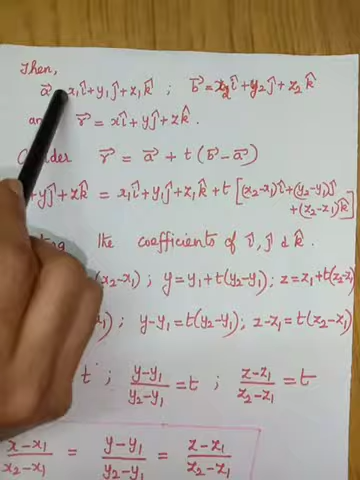 Then,
a⃗ = x₁î + y₁ĵ + z₁k̂ ; b⃗ = x₂î + y₂ĵ + z₂k̂
r⃗ = xî + yĵ + zk̂.
r⃗ = a⃗ + t (b⃗ − a⃗)
+ yĵ + zk̂ = x₁î + y₁ĵ + z₁k̂ + t [(x₂−x₁)î + (y₂−y₁)ĵ
+ (z₂−z₁)k̂]
the coefficients of î, ĵ & k̂.
(x₂−x₁) ; y = y₁ + t(y₂−y₁) ; z = z₁ + t(z₂−z₁)
; y−y₁ = t(y₂−y₁) ; z−z₁ = t(z₂−z₁)
t ; (y−y₁)/(y₂−y₁) = t ; (z−z₁)/(z₂−z₁) = t
(x−x₁)/(x₂−x₁) = (y−y₁)/(y₂−y₁) = (z−z₁)/(z₂−z₁)